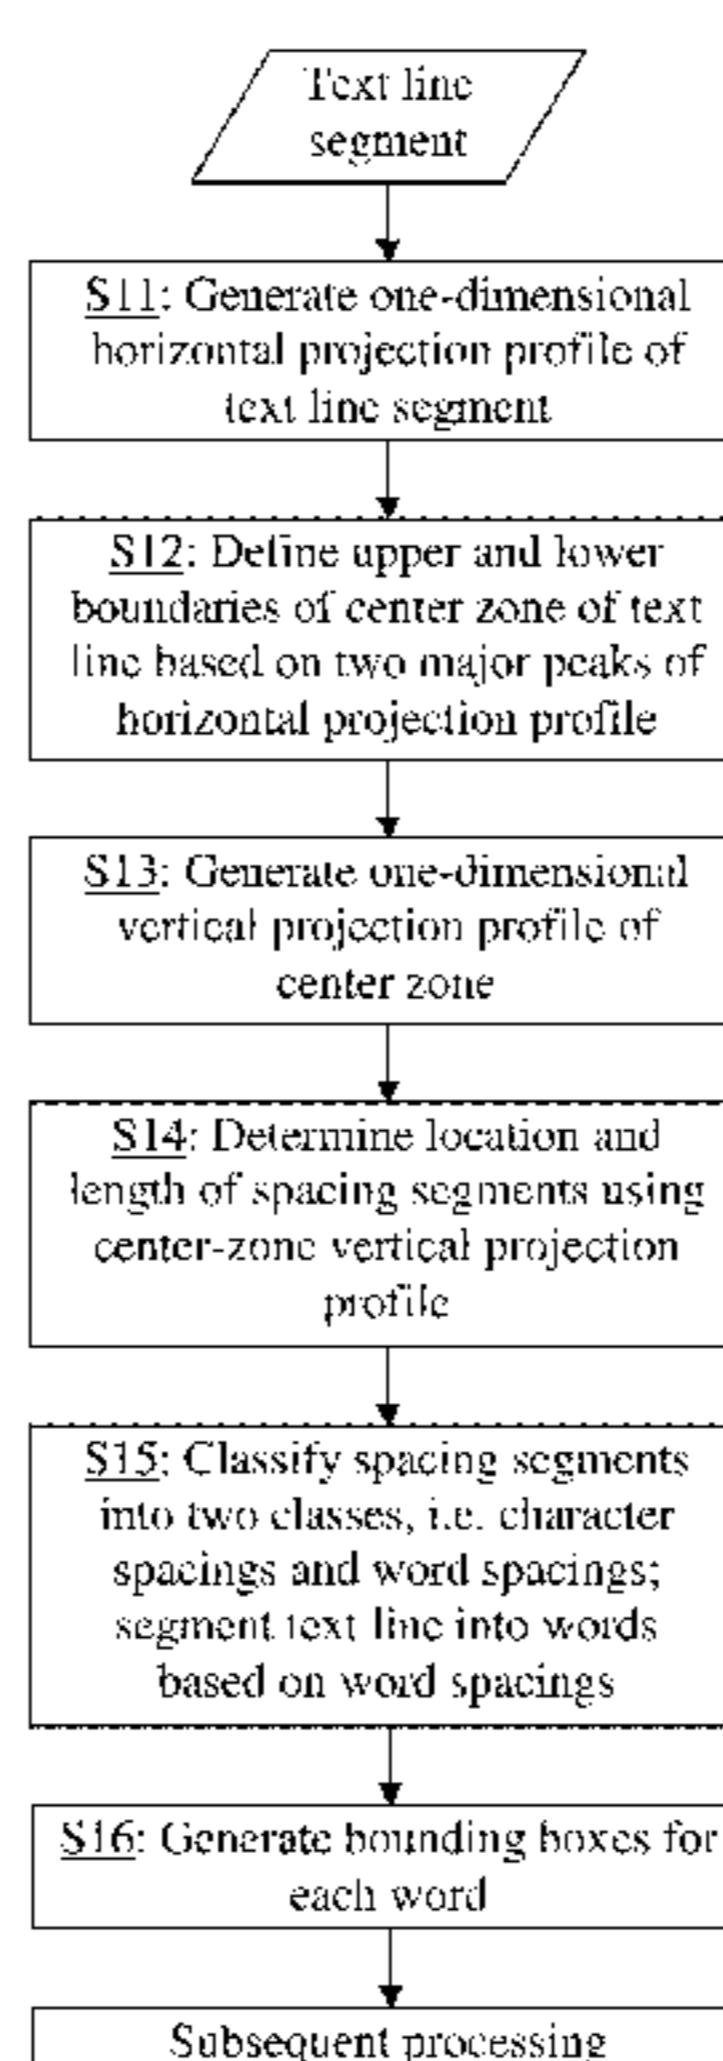 Text line
segment
S11: Generate one-dimensional
horizontal projection profile of
text line segment
S12: Define upper and lower
boundaries of center zone of text
line based on two major peaks of
horizontal projection profile
S13: Generate one-dimensional
vertical projection profile of
center zone
S14: Determine location and
length of spacing segments using
center-zone vertical projection
profile
S15: Classify spacing segments
into two classes, i.e. character
spacings and word spacings;
segment text line into words
based on word spacings
S16: Generate bounding boxes for
each word
Subsequent processing